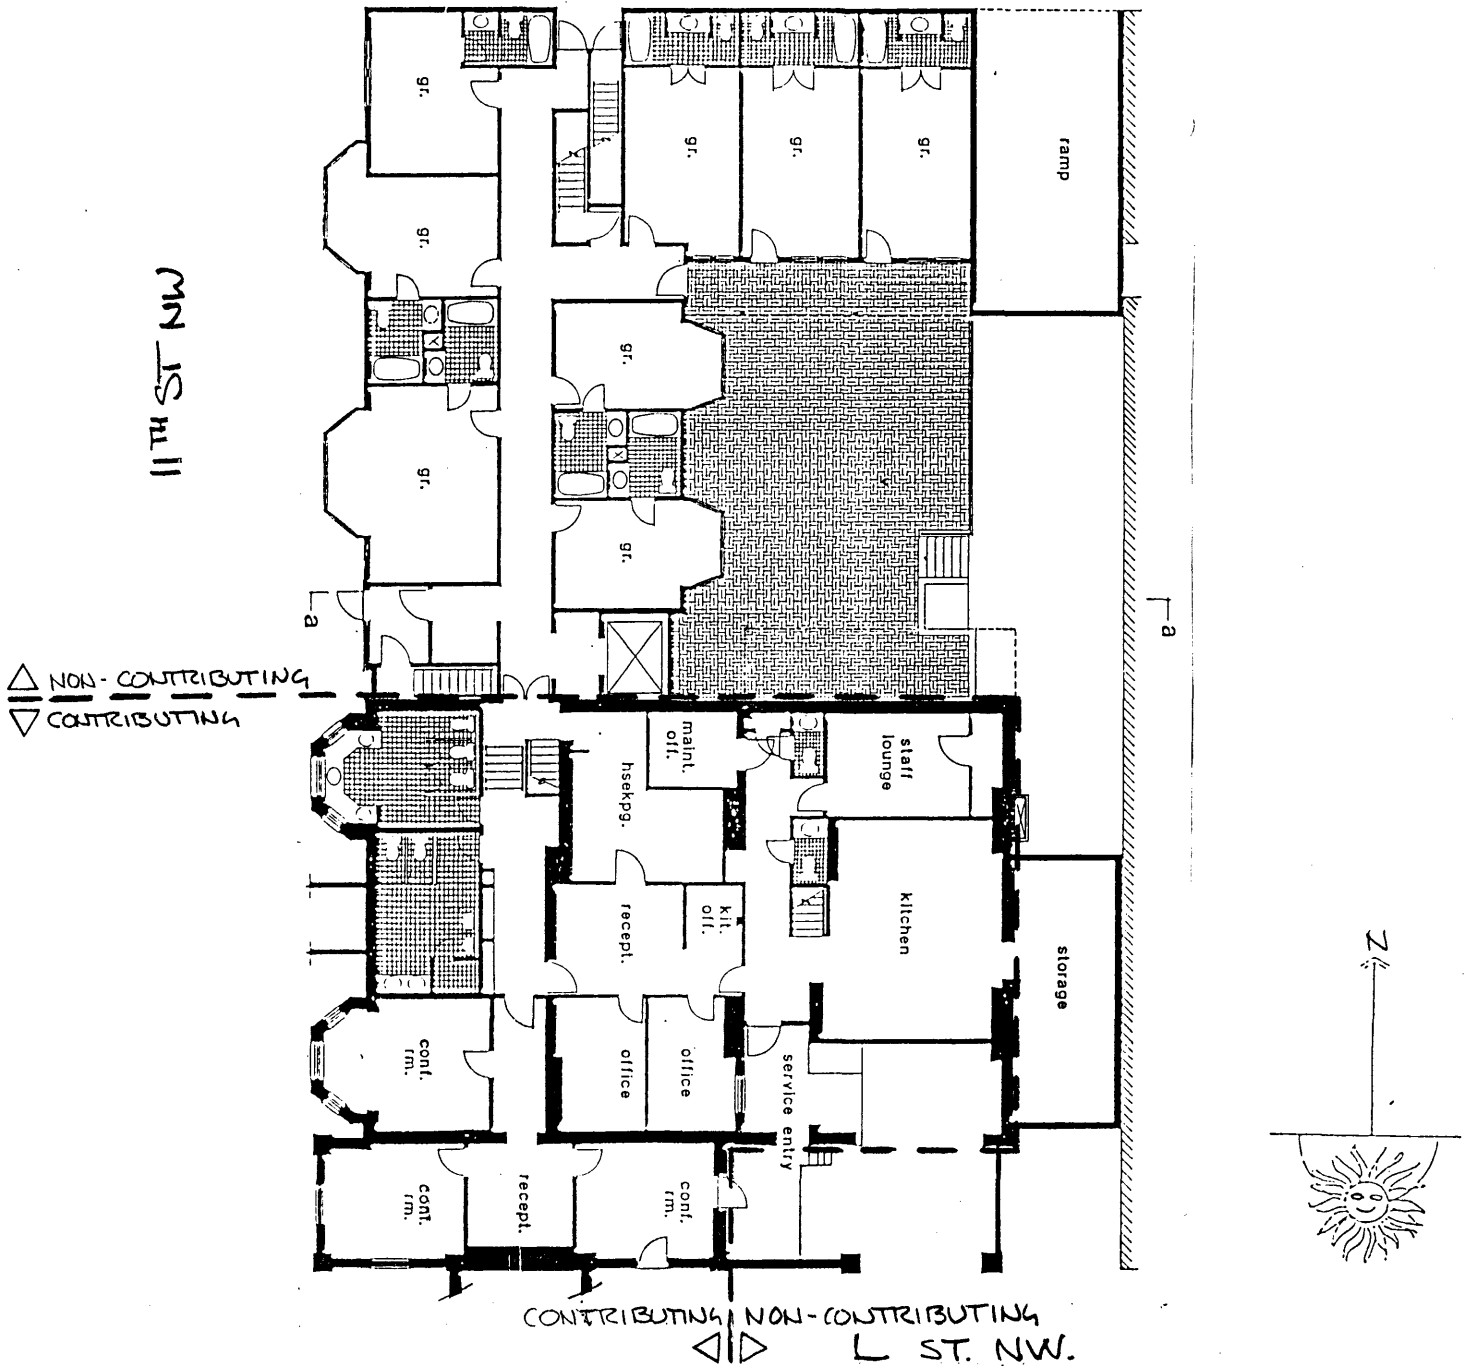 gr.
gr.
gr.
gr.
ramp
gr.
11TH ST NW
gr.
gr.
gr.
a
a
△ NON-CONTRIBUTING
▽ CONTRIBUTING
maint.
off.
staff
lounge
hsekpg.
recept.
kit.
off.
kitchen
storage
N
conf.
rm.
office
office
service entry
conf.
rm.
recept.
conf.
rm.
CONTRIBUTING NON-CONTRIBUTING
L ST. NW.